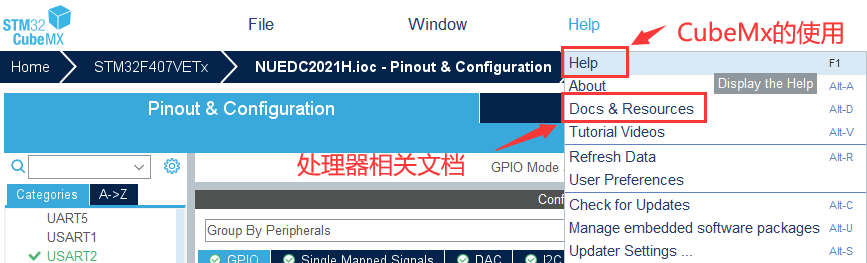 STM32
CubeMX
File
Window
Help
CubeMx的使用
Home
STM32F407VETx
NUEDC2021H.ioc - Pinout & Configuration
Help F1
About Alt-A
Display the Help
Docs & Resources Alt-D
Tutorial Videos Alt-V
Refresh Data Alt-R
User Preferences
Check for Updates Alt-C
Manage embedded software packages Alt-U
Updater Settings ... Alt-S
Pinout & Configuration
处理器相关文档
GPIO Mode
Categories
A->Z
Conf
UART5
USART1
USART2
Group By Peripherals
GPIO
Single Mapped Signals
DAC
I2C